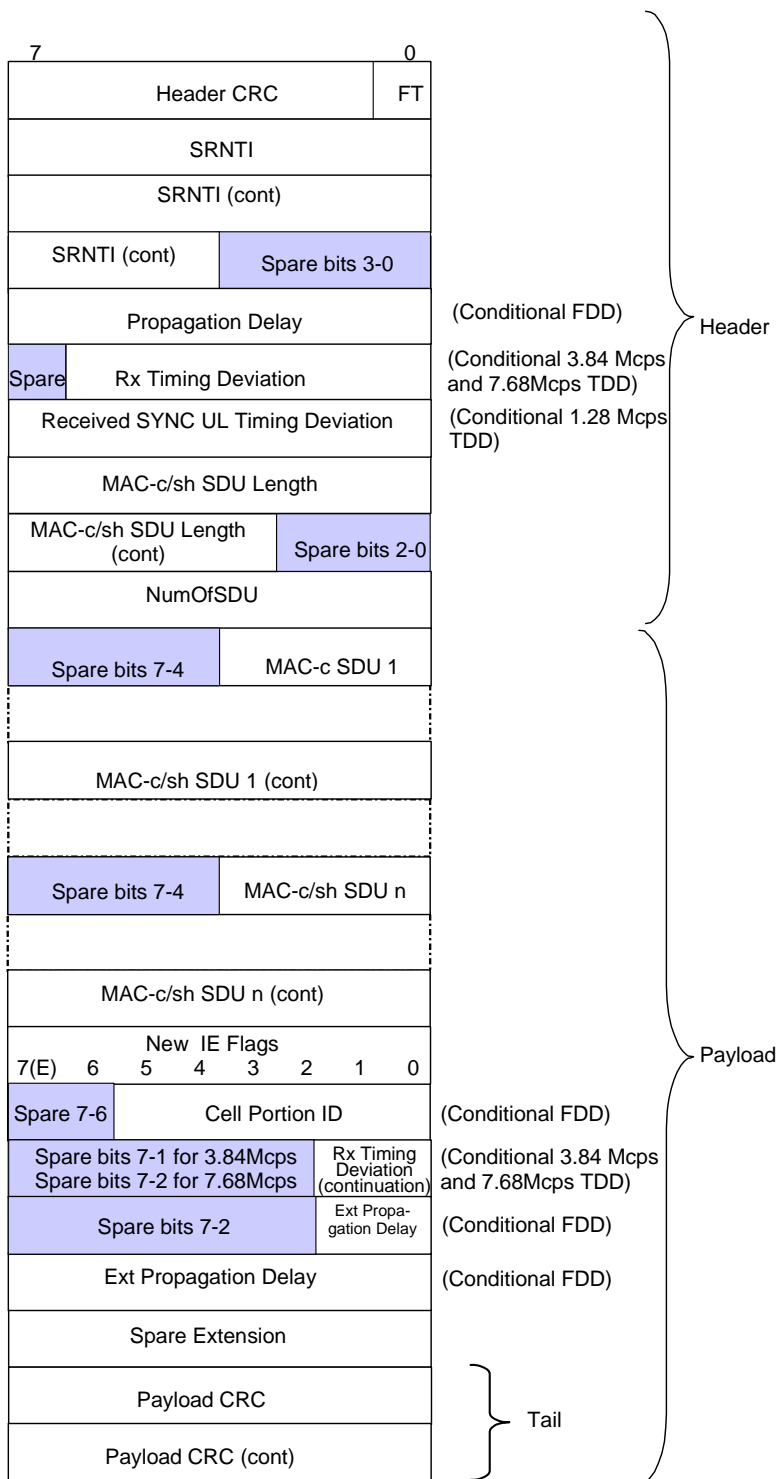 7 0
Header CRC FT
SRNTI
SRNTI (cont)
SRNTI (cont) Spare bits 3-0
Propagation Delay (Conditional FDD)
Header
Spare Rx Timing Deviation (Conditional 3.84 Mcps
and 7.68Mcps TDD)
Received SYNC UL Timing Deviation (Conditional 1.28 Mcps
TDD)
MAC-c/sh SDU Length
MAC-c/sh SDU Length
(cont) Spare bits 2-0
NumOfSDU
Spare bits 7-4 MAC-c SDU 1
MAC-c/sh SDU 1 (cont)
Spare bits 7-4 MAC-c/sh SDU n
MAC-c/sh SDU n (cont)
New IE Flags
7(E) 6 5 4 3 2 1 0
Payload
Spare 7-6 Cell Portion ID (Conditional FDD)
Spare bits 7-1 for 3.84Mcps
Spare bits 7-2 for 7.68Mcps
Rx Timing
Deviation
(continuation)
(Conditional 3.84 Mcps
and 7.68Mcps TDD)
Spare bits 7-2
Ext Propa-
gation Delay
(Conditional FDD)
Ext Propagation Delay (Conditional FDD)
Spare Extension
Payload CRC
Tail
Payload CRC (cont)